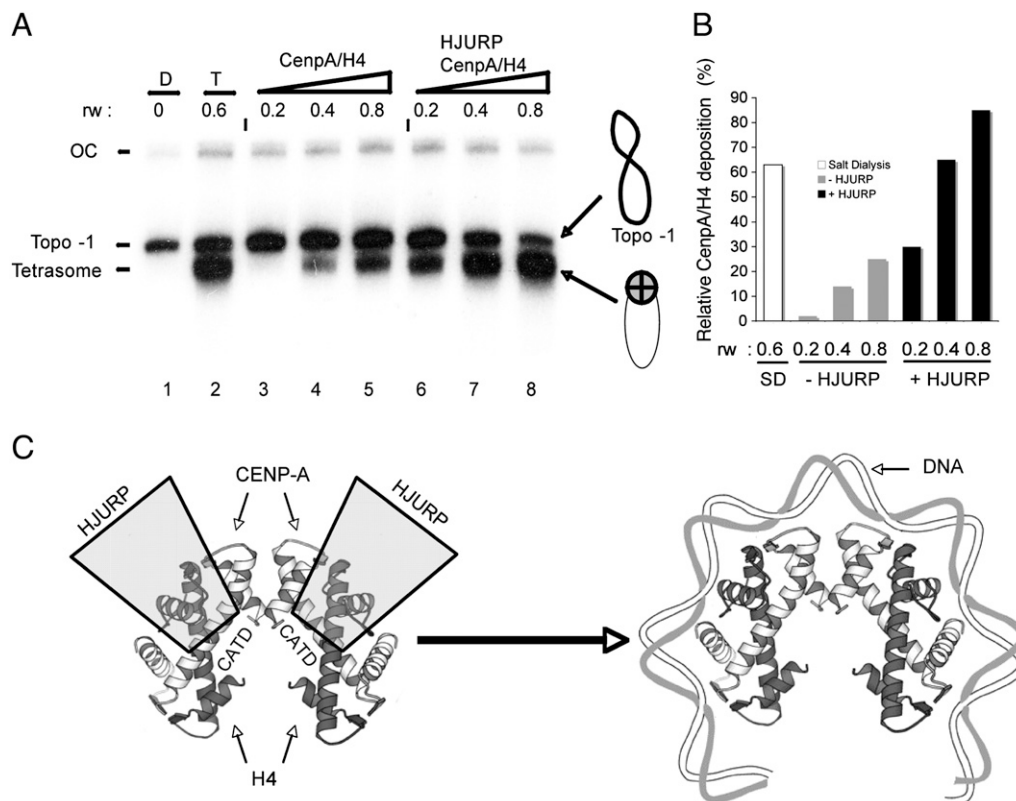 A
D T CenpA/H4 HJURP
CenpA/H4
rw : 0 0.6 0.2 0.4 0.8 0.2 0.4 0.8
OC
Topo -1
Tetrasome
Topo -1
1 2 3 4 5 6 7 8
B
Relative CenpA/H4 deposition (%)
90
80
70
60
50
40
30
20
10
0
Salt Dialysis
- HJURP
+ HJURP
rw : 0.6 0.2 0.4 0.8 0.2 0.4 0.8
SD - HJURP + HJURP
C
HJURP
CENP-A
HJURP
CATD
CATD
H4
DNA